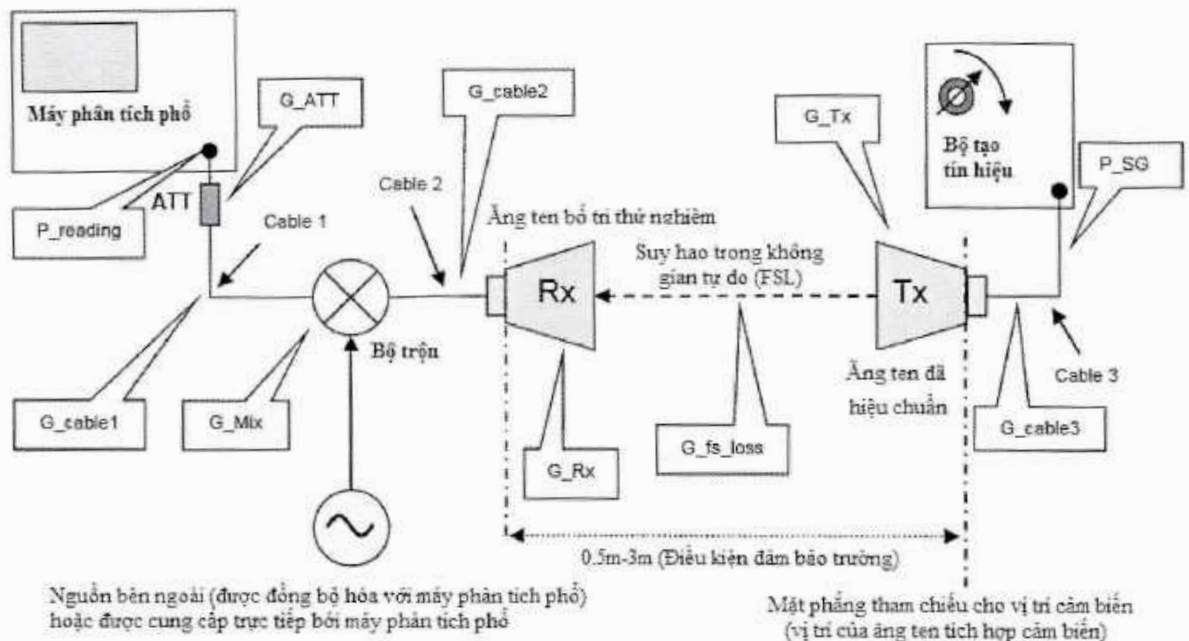 Máy phân tích phổ
G_ATT
G_cable2
G_Tx
Bộ tạo
tín hiệu
P_SG
ATT
P_reading
Cable 1
Cable 2
Ăng ten bố trí thử nghiệm
Suy hao trong không
gian tự do (FSL)
Rx
Tx
Bộ trộn
Ăng ten đã
hiệu chuẩn
Cable 3
G_cable1
G_Mix
G_Rx
G_fs_loss
G_cable3
0.5m-3m (Điều kiện đảm bảo trường)
Nguồn bên ngoài (được đồng bộ hóa với máy phân tích phổ)
hoặc được cung cấp trực tiếp bởi máy phân tích phổ
Mặt phẳng tham chiếu cho vị trí cảm biến
(vị trí của ăng ten tích hợp cảm biến)